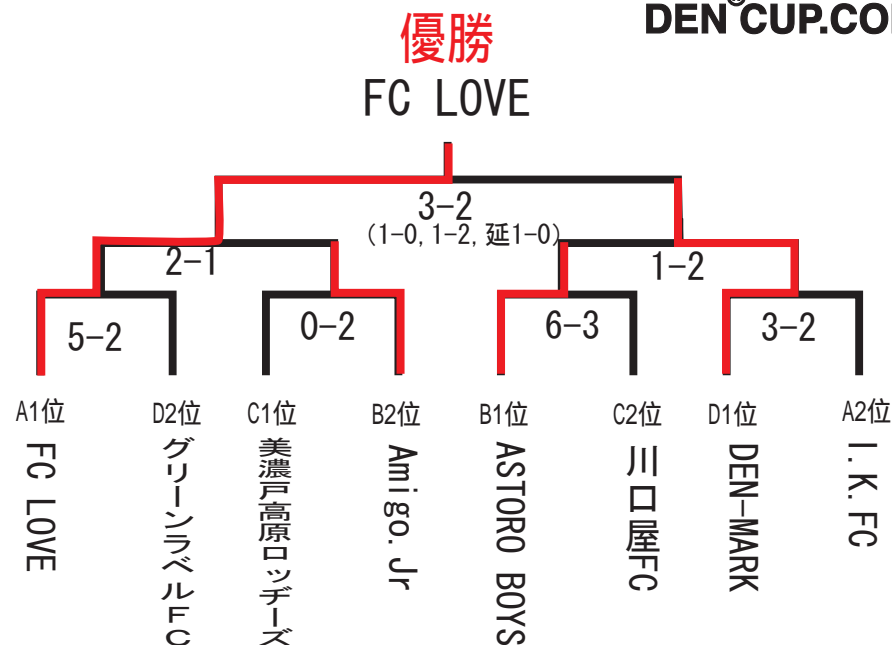 DEN®CUP.CO
優勝
FC LOVE
3-2
(1-0,1-2,延1-0)
2-1
1-2
5-2
0-2
6-3
3-2
A1位
D2位
C1位
B2位
B1位
C2位
D1位
A2位
FC LOVE
グリーンラベルFC
美濃戸高原ロッヂーズ
Amigo.Jr
ASTORO BOYS
川口屋FC
DEN-MARK
I.K.FC